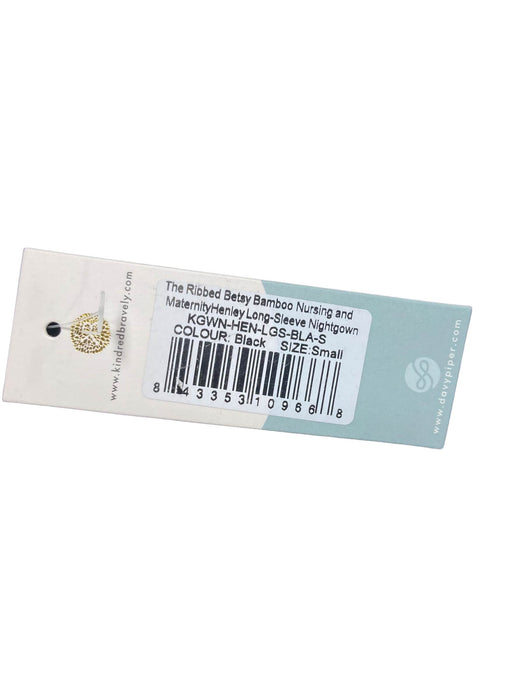 www.kindredbravely.com
The Ribbed Betsy Bamboo Nursing and
MaternityHenley Long-Sleeve Nightgown
KGWN-HEN-LGS-BLA-S
COLOUR: Black SIZE:Small
8 43353 10966 8
www.davypiper.com